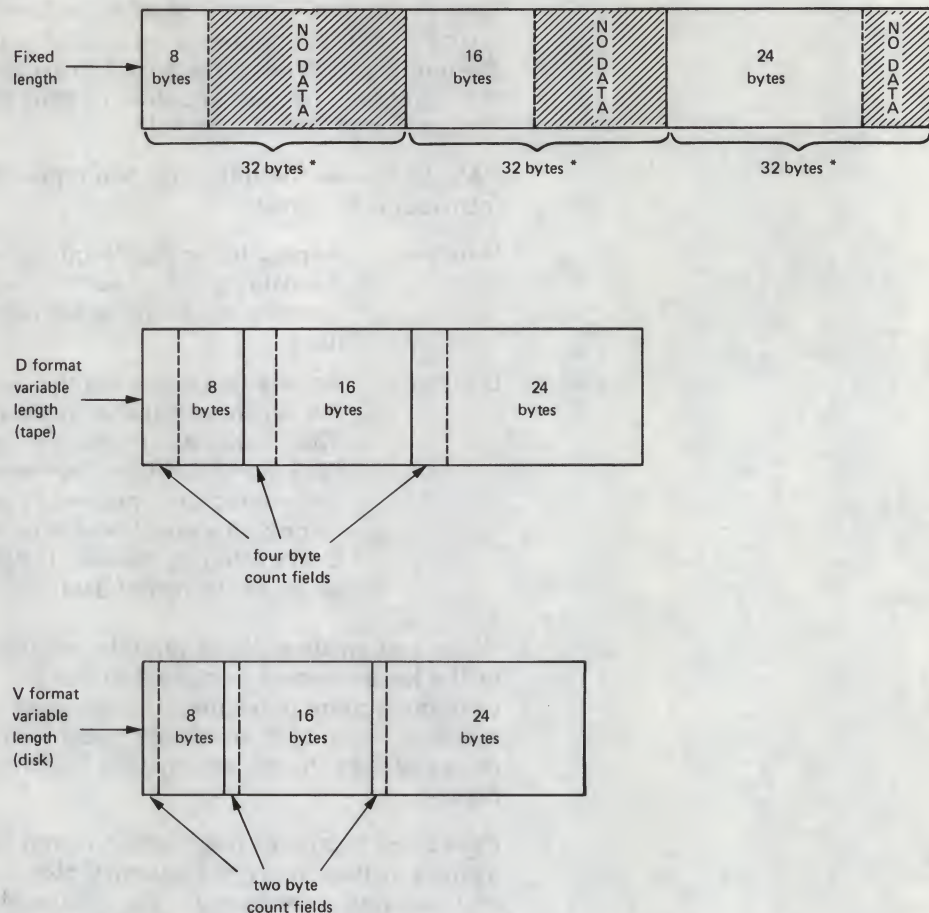 Fixed
length
8
bytes
NO DATA
16
bytes
NO DATA
24
bytes
NO DATA
32 bytes *
32 bytes *
32 bytes *
D format
variable
length
(tape)
8
bytes
16
bytes
24
bytes
four byte
count fields
V format
variable
length
(disk)
8
bytes
16
bytes
24
bytes
two byte
count fields